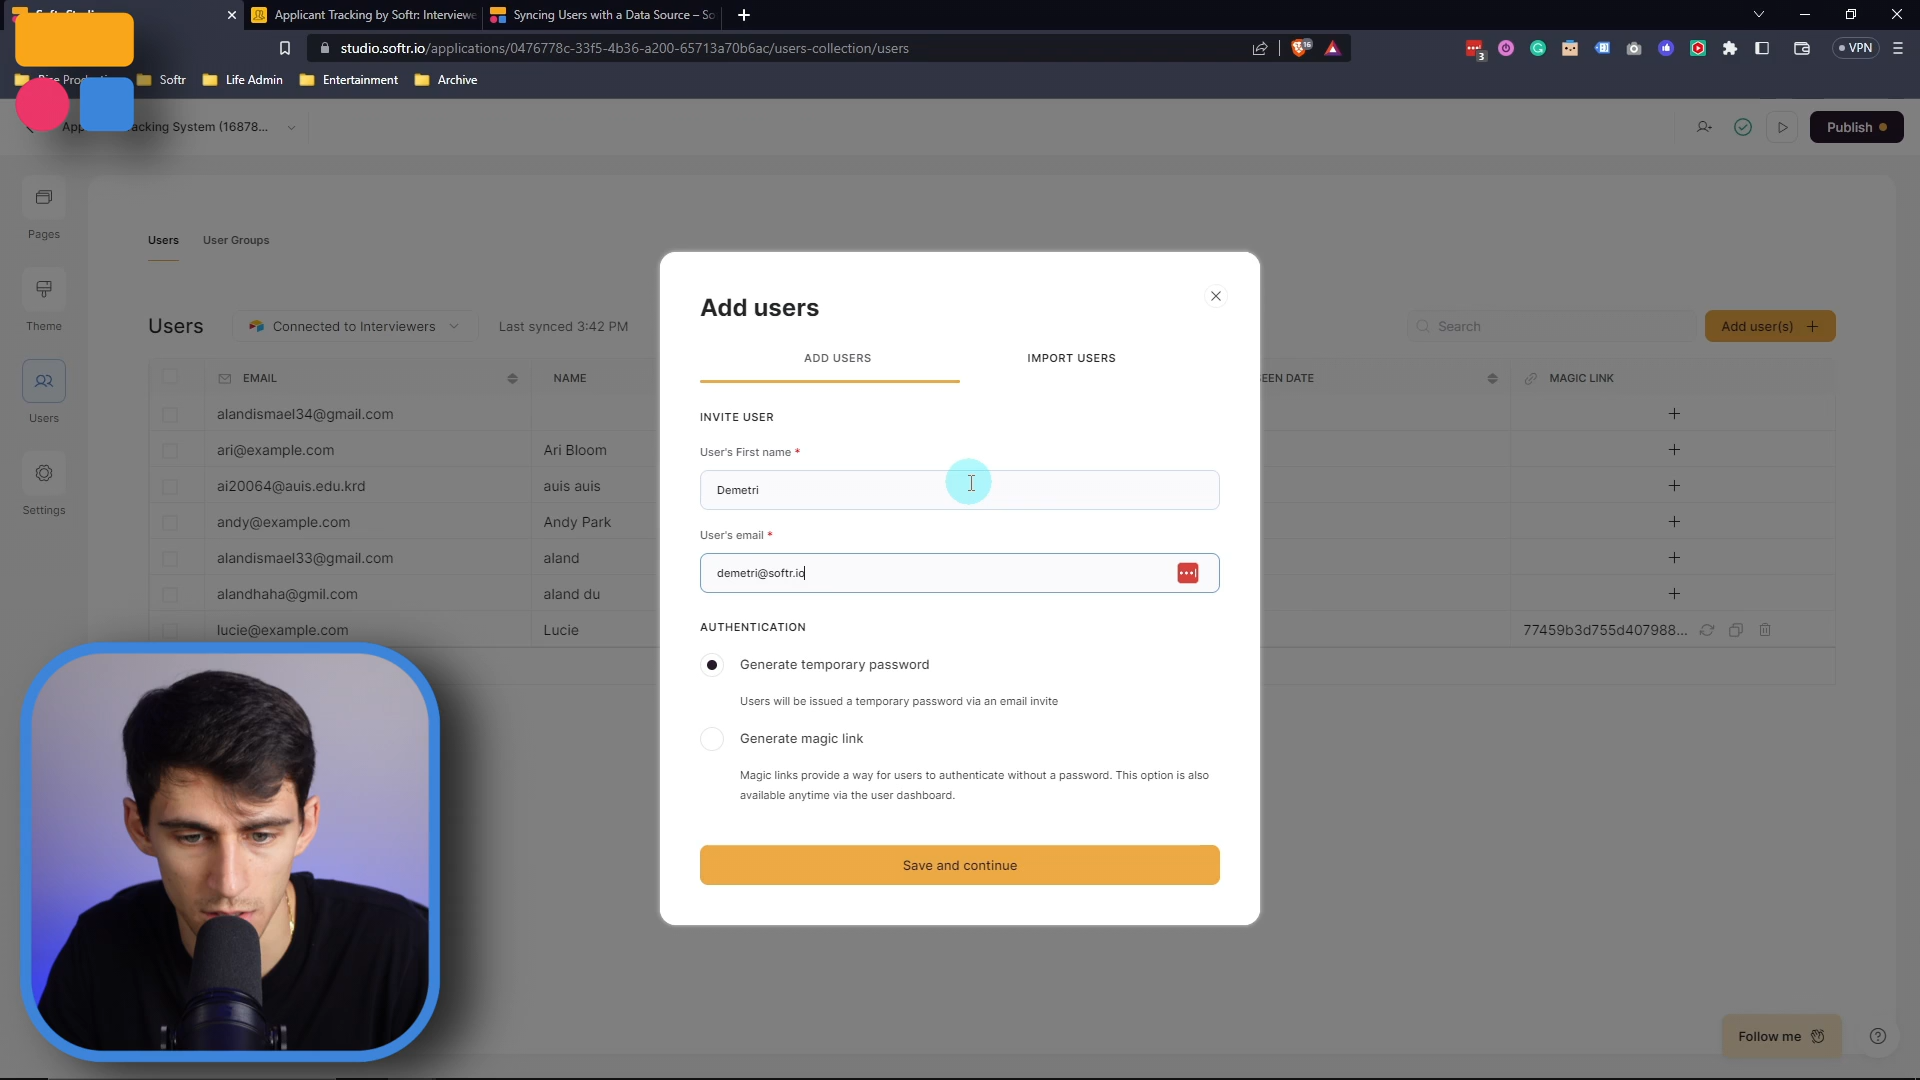 Applicant Tracking by Softr: Interviewe
Syncing Users with a Data Source – So
studio.softr.io/applications/0476778c-33f5-4b36-a200-65713a70b6ac/users-collection/users
16
3
VPN
Softr
Life Admin
Entertainment
Archive
App
acking System (16878...
Publish
Pages
Theme
Users
Settings
Users
User Groups
Users
Connected to Interviewers
Last synced 3:42 PM
Search
Add user(s)
EMAIL
NAME
EEN DATE
MAGIC LINK
alandismael34@gmail.com
ari@example.com
Ari Bloom
ai20064@auis.edu.krd
auis auis
andy@example.com
Andy Park
alandismael33@gmail.com
aland
alandhaha@gmil.com
aland du
lucie@example.com
Lucie
77459b3d755d407988...
Add users
ADD USERS
IMPORT USERS
INVITE USER
User's First name *
Demetri
User's email *
demetri@softr.io
AUTHENTICATION
Generate temporary password
Users will be issued a temporary password via an email invite
Generate magic link
Magic links provide a way for users to authenticate without a password. This option is also
available anytime via the user dashboard.
Save and continue
Follow me